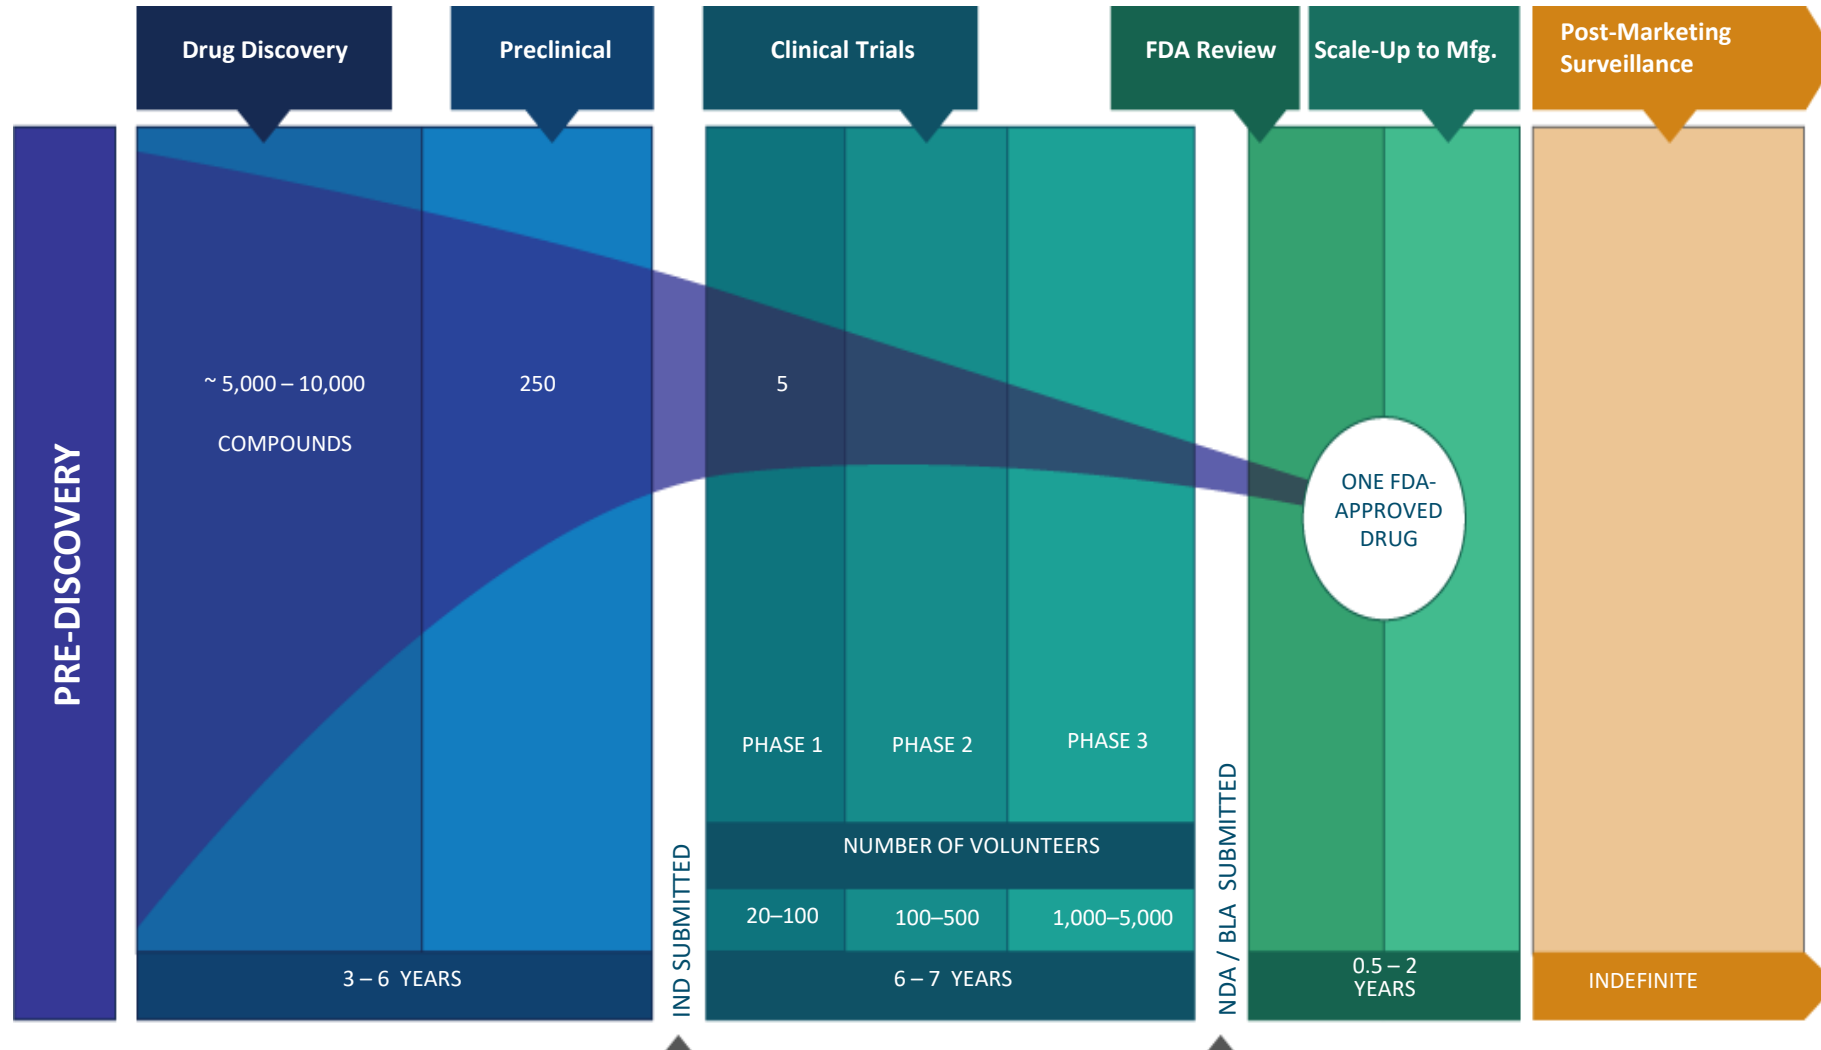 Drug Discovery
Preclinical
Clinical Trials
FDA Review
Scale-Up to Mfg.
Post-Marketing
Surveillance
PRE-DISCOVERY
~ 5,000 – 10,000
COMPOUNDS
250
5
ONE FDA-
APPROVED
DRUG
PHASE 1
PHASE 2
PHASE 3
NUMBER OF VOLUNTEERS
20–100
100–500
1,000–5,000
IND SUBMITTED
NDA / BLA SUBMITTED
3 – 6 YEARS
6 – 7 YEARS
0.5 – 2
YEARS
INDEFINITE